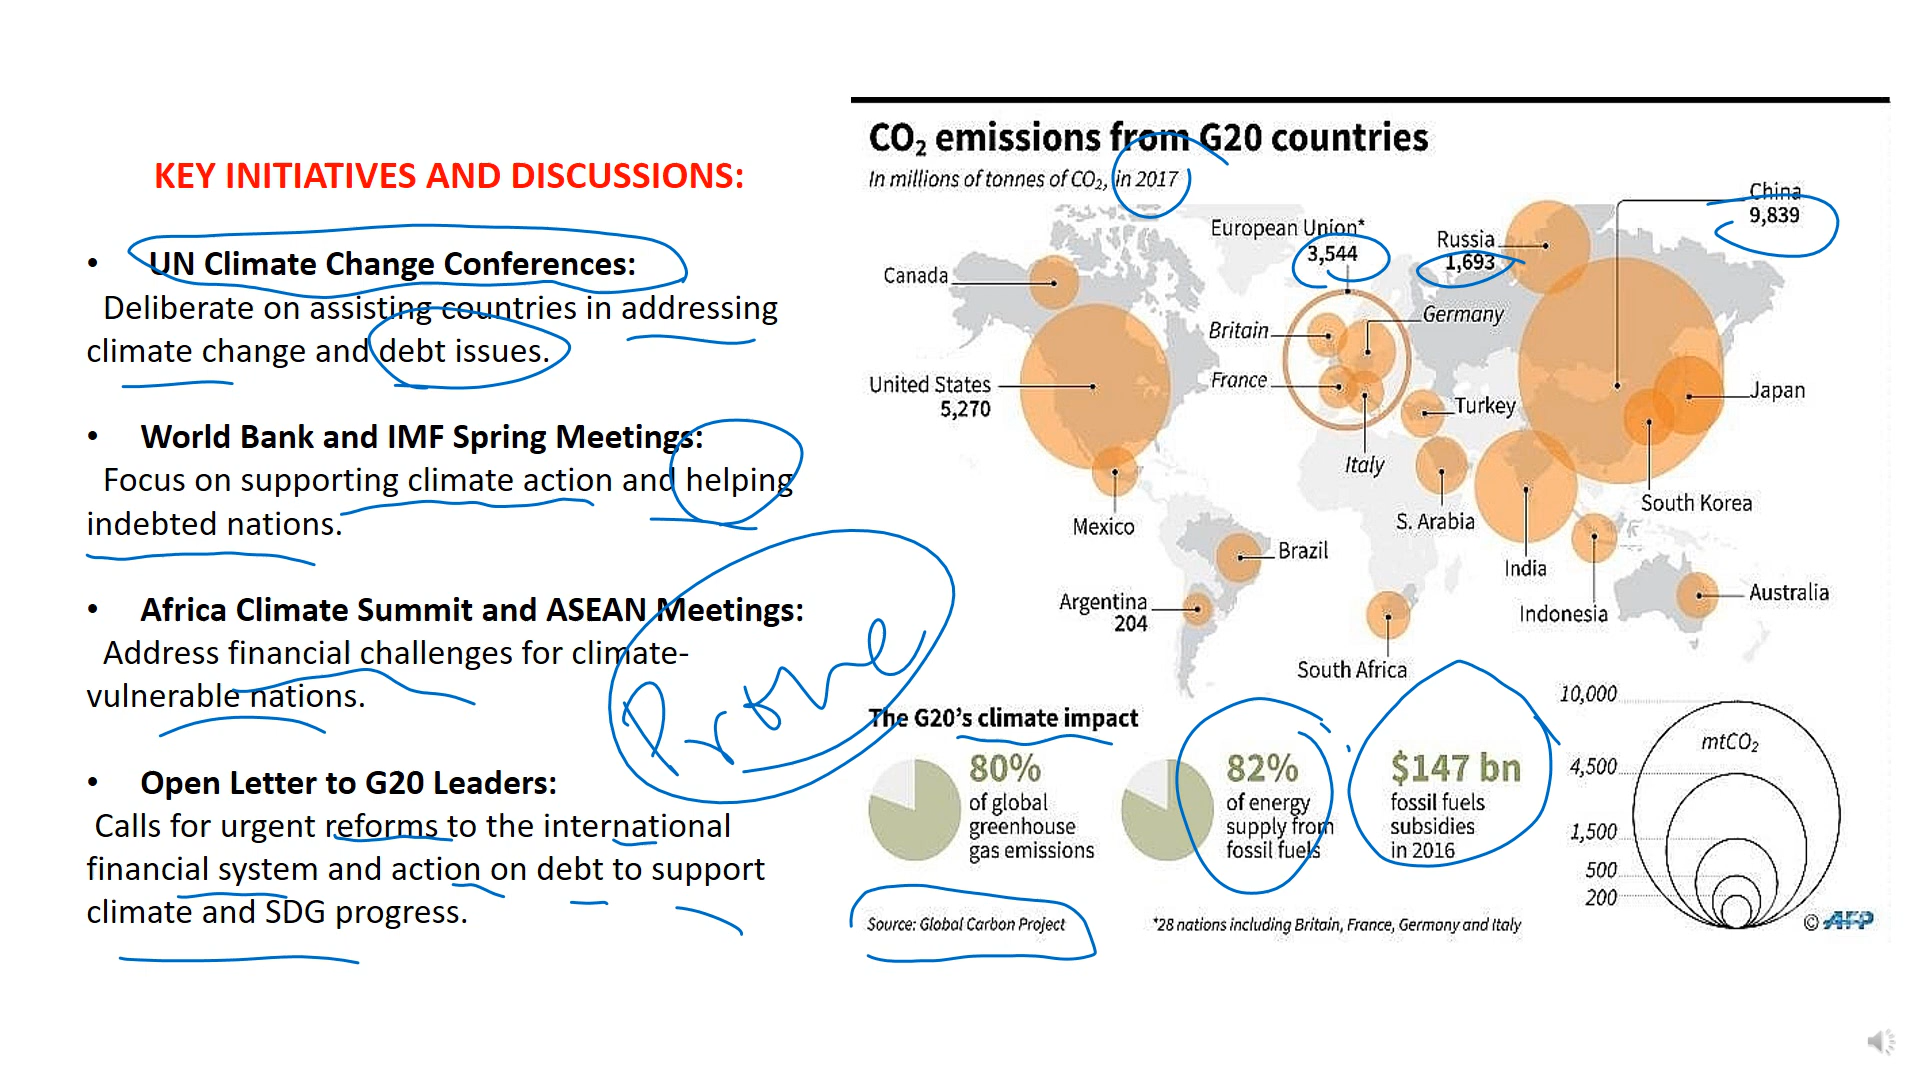 KEY INITIATIVES AND DISCUSSIONS:
• UN Climate Change Conferences:
Deliberate on assisting countries in addressing
climate change and debt issues.
• World Bank and IMF Spring Meetings:
Focus on supporting climate action and helping
indebted nations.
• Africa Climate Summit and ASEAN Meetings:
Address financial challenges for climate-
vulnerable nations.
• Open Letter to G20 Leaders:
Calls for urgent reforms to the international
financial system and action on debt to support
climate and SDG progress.
Prone
CO₂ emissions from G20 countries
In millions of tonnes of CO₂, in 2017
China
9,839
European Union*
3,544
Russia
1,693
Canada
Germany
Britain
France
United States
5,270
Japan
Turkey
Italy
South Korea
S. Arabia
Mexico
Brazil
India
Indonesia
Australia
Argentina
204
South Africa
The G20's climate impact
80%
of global
greenhouse
gas emissions
82%
of energy
supply from
fossil fuels
$147 bn
fossil fuels
subsidies
in 2016
10,000
mtCO₂
4,500
1,500
500
200
Source: Global Carbon Project
*28 nations including Britain, France, Germany and Italy
© AFP